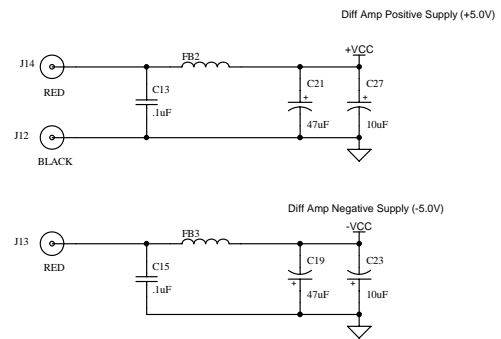 Diff Amp Positive Supply (+5.0V)
+VCC
J14
FB2
RED
C13
.1uF
C21
+
47uF
C27
+
10uF
J12
BLACK
Diff Amp Negative Supply (-5.0V)
-VCC
J13
FB3
RED
C15
.1uF
C19
+
47uF
C23
+
10uF